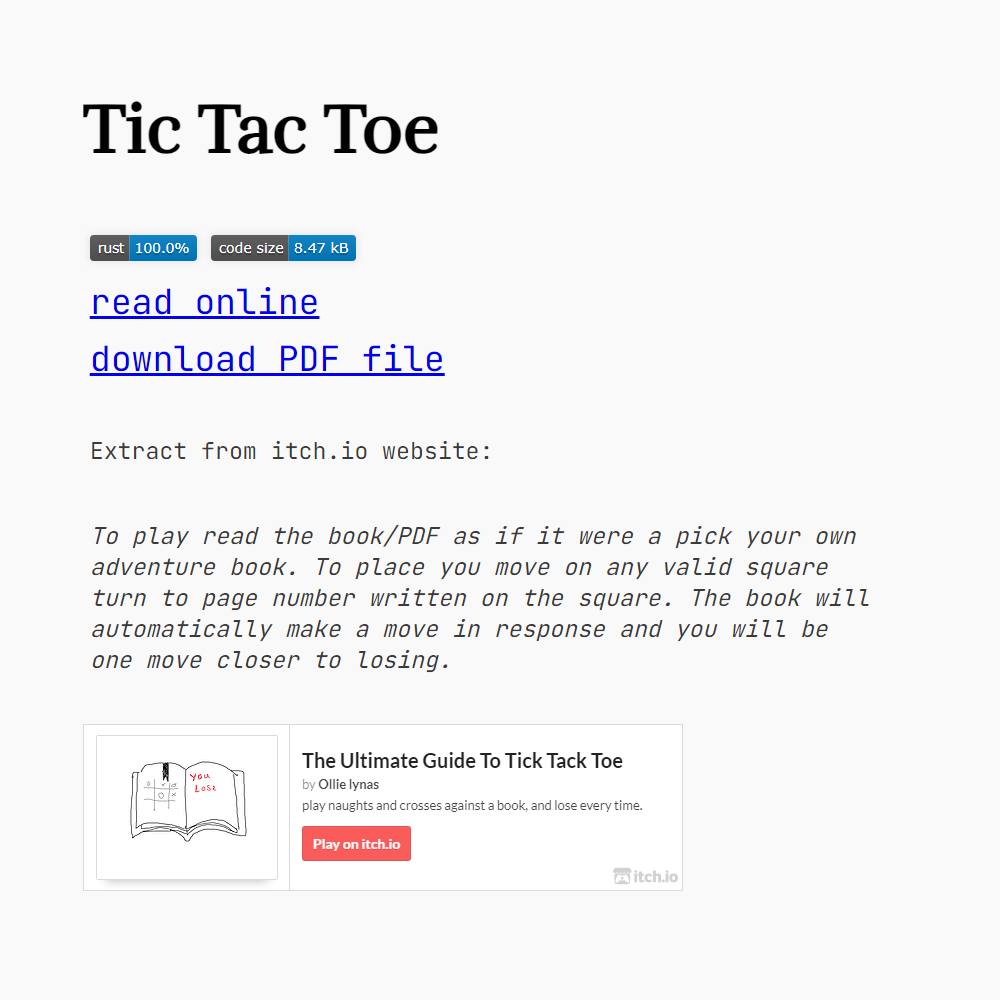 Tic Tac Toe
rust 100.0% code size 8.47 kB
read online
download PDF file
Extract from itch.io website:
To play read the book/PDF as if it were a pick your own
adventure book. To place you move on any valid square
turn to page number written on the square. The book will
automatically make a move in response and you will be
one move closer to losing.
You
Lose
The Ultimate Guide To Tick Tack Toe
by Ollie lynas
play naughts and crosses against a book, and lose every time.
Play on itch.io
itch.io